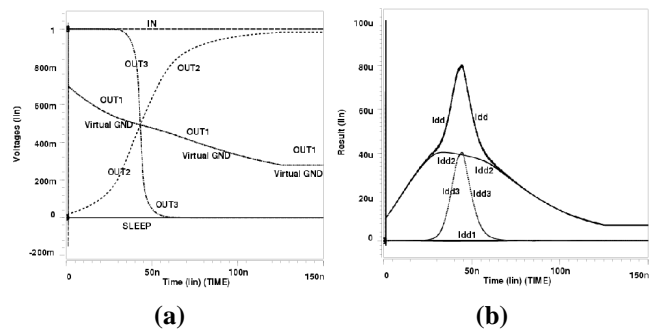 IN
1
800m
600m
400m
200m
0
-200m
Voltages (lin)
OUT3
OUT2
OUT1
Virtual GND
OUT1
Virtual GND
OUT1
Virtual GND
OUT2
OUT3
SLEEP
0
50n
100n
150n
Time (lin) (TIME)
(a)
100u
80u
60u
40u
20u
0
Result (lin)
Idd
Idd
Idd2
Idd2
Idd3
Idd3
Idd1
0
50n
100n
150n
Time (lin) (TIME)
(b)